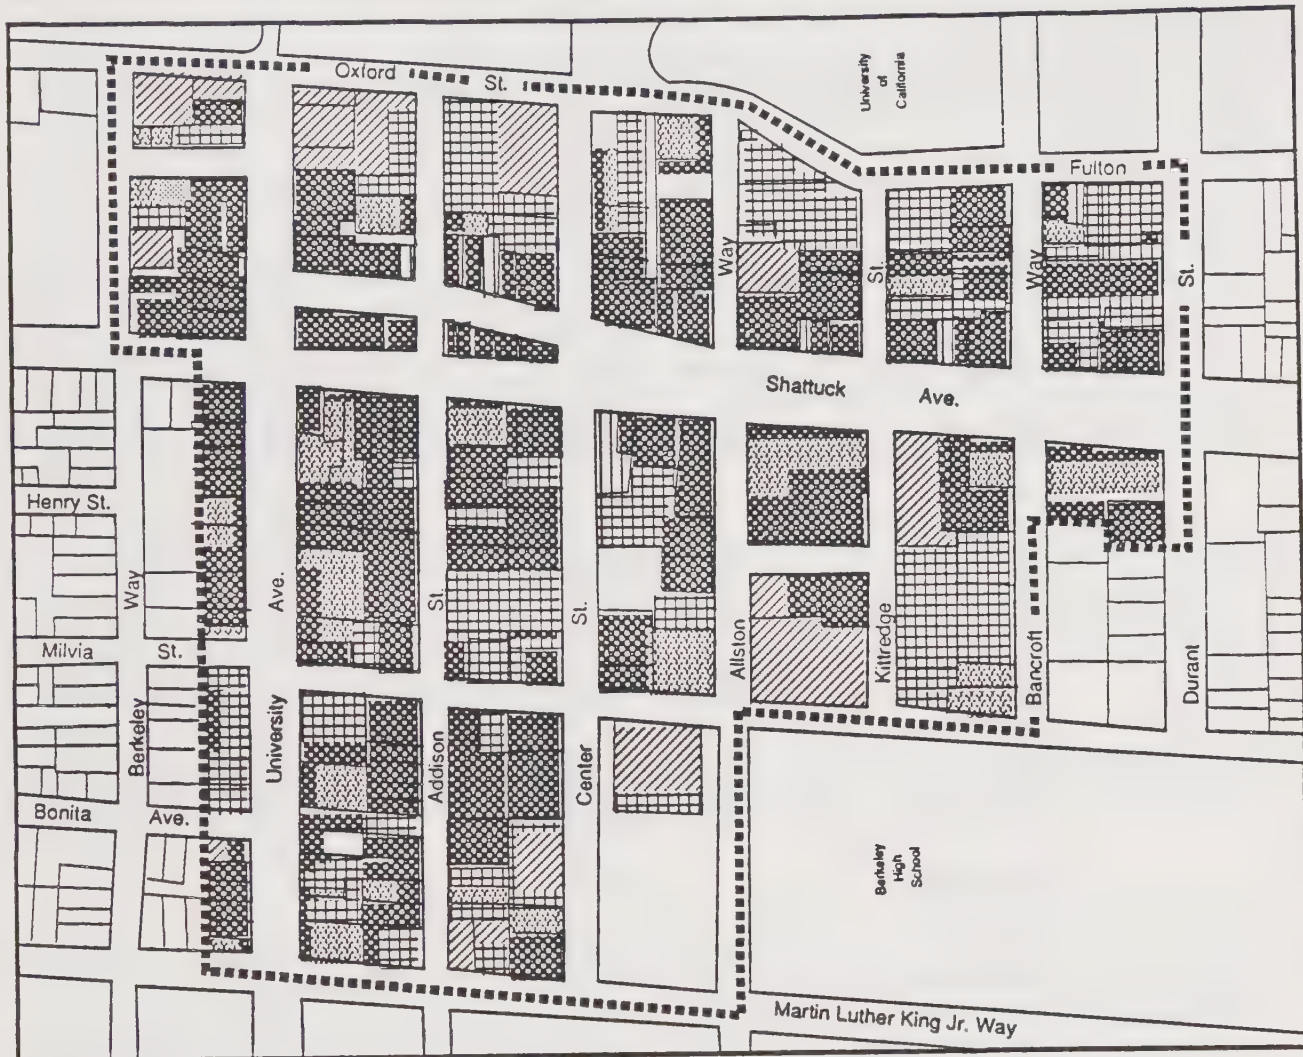 Oxford
St.
University
of
California
Fulton
Way
St.
Way
St.
Shattuck
Ave.
Henry St.
Way
Ave.
St.
St.
Milvia
St.
Allston
Kittredge
Bancroft
Durant
Berkeley
University
Addison
Center
Bonita
Ave.
Berkeley
High
School
Martin Luther King Jr. Way